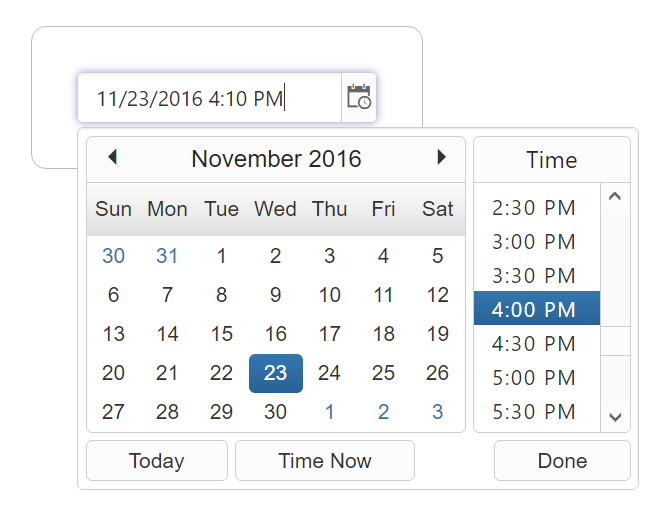 11/23/2016 4:10 PM
November 2016
Sun Mon Tue Wed Thu Fri Sat
30 31 1 2 3 4 5
6 7 8 9 10 11 12
13 14 15 16 17 18 19
20 21 22 23 24 25 26
27 28 29 30 1 2 3
Time
2:30 PM
3:00 PM
3:30 PM
4:00 PM
4:30 PM
5:00 PM
5:30 PM
Today Time Now Done